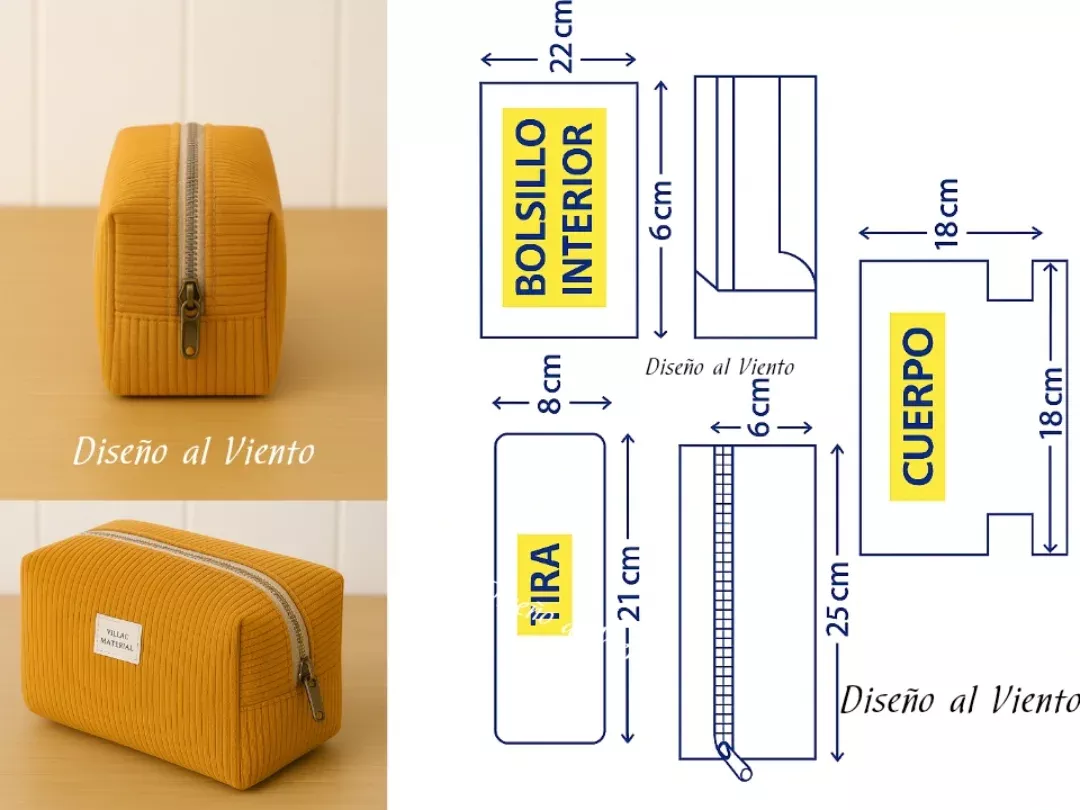 Diseño al Viento
VILLAC
MATERIAL
22 cm
BOLSILLO
INTERIOR
6 cm
Diseño al Viento
18 cm
CUERPO
18 cm
8 cm
TIRA
21 cm
6 cm
25 cm
Diseño al Viento